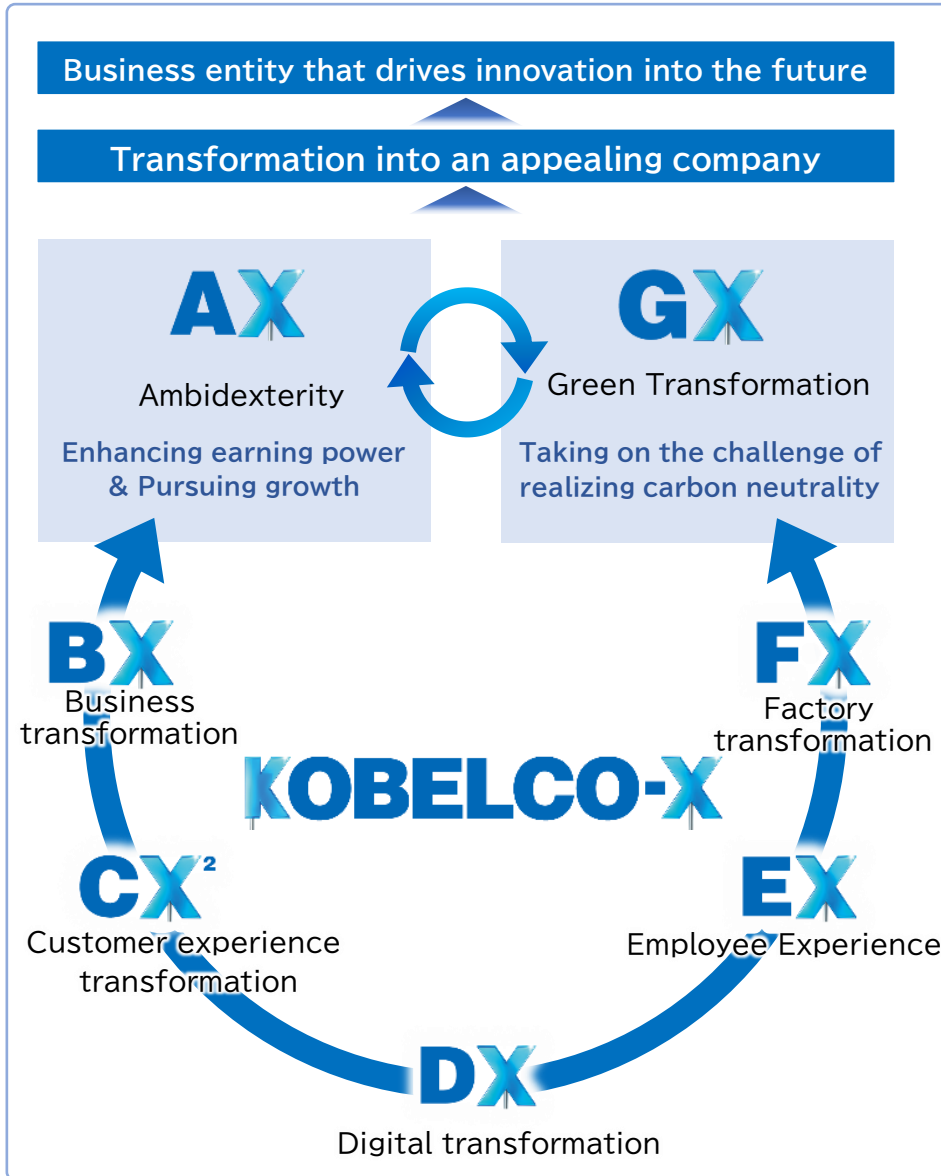 Business entity that drives innovation into the future
Transformation into an appealing company
AX
Ambidexterity
Enhancing earning power
& Pursuing growth
GX
Green Transformation
Taking on the challenge of
realizing carbon neutrality
BX
Business
transformation
FX
Factory
transformation
KOBELCO-X
CX²
Customer experience
transformation
EX
Employee Experience
DX
Digital transformation